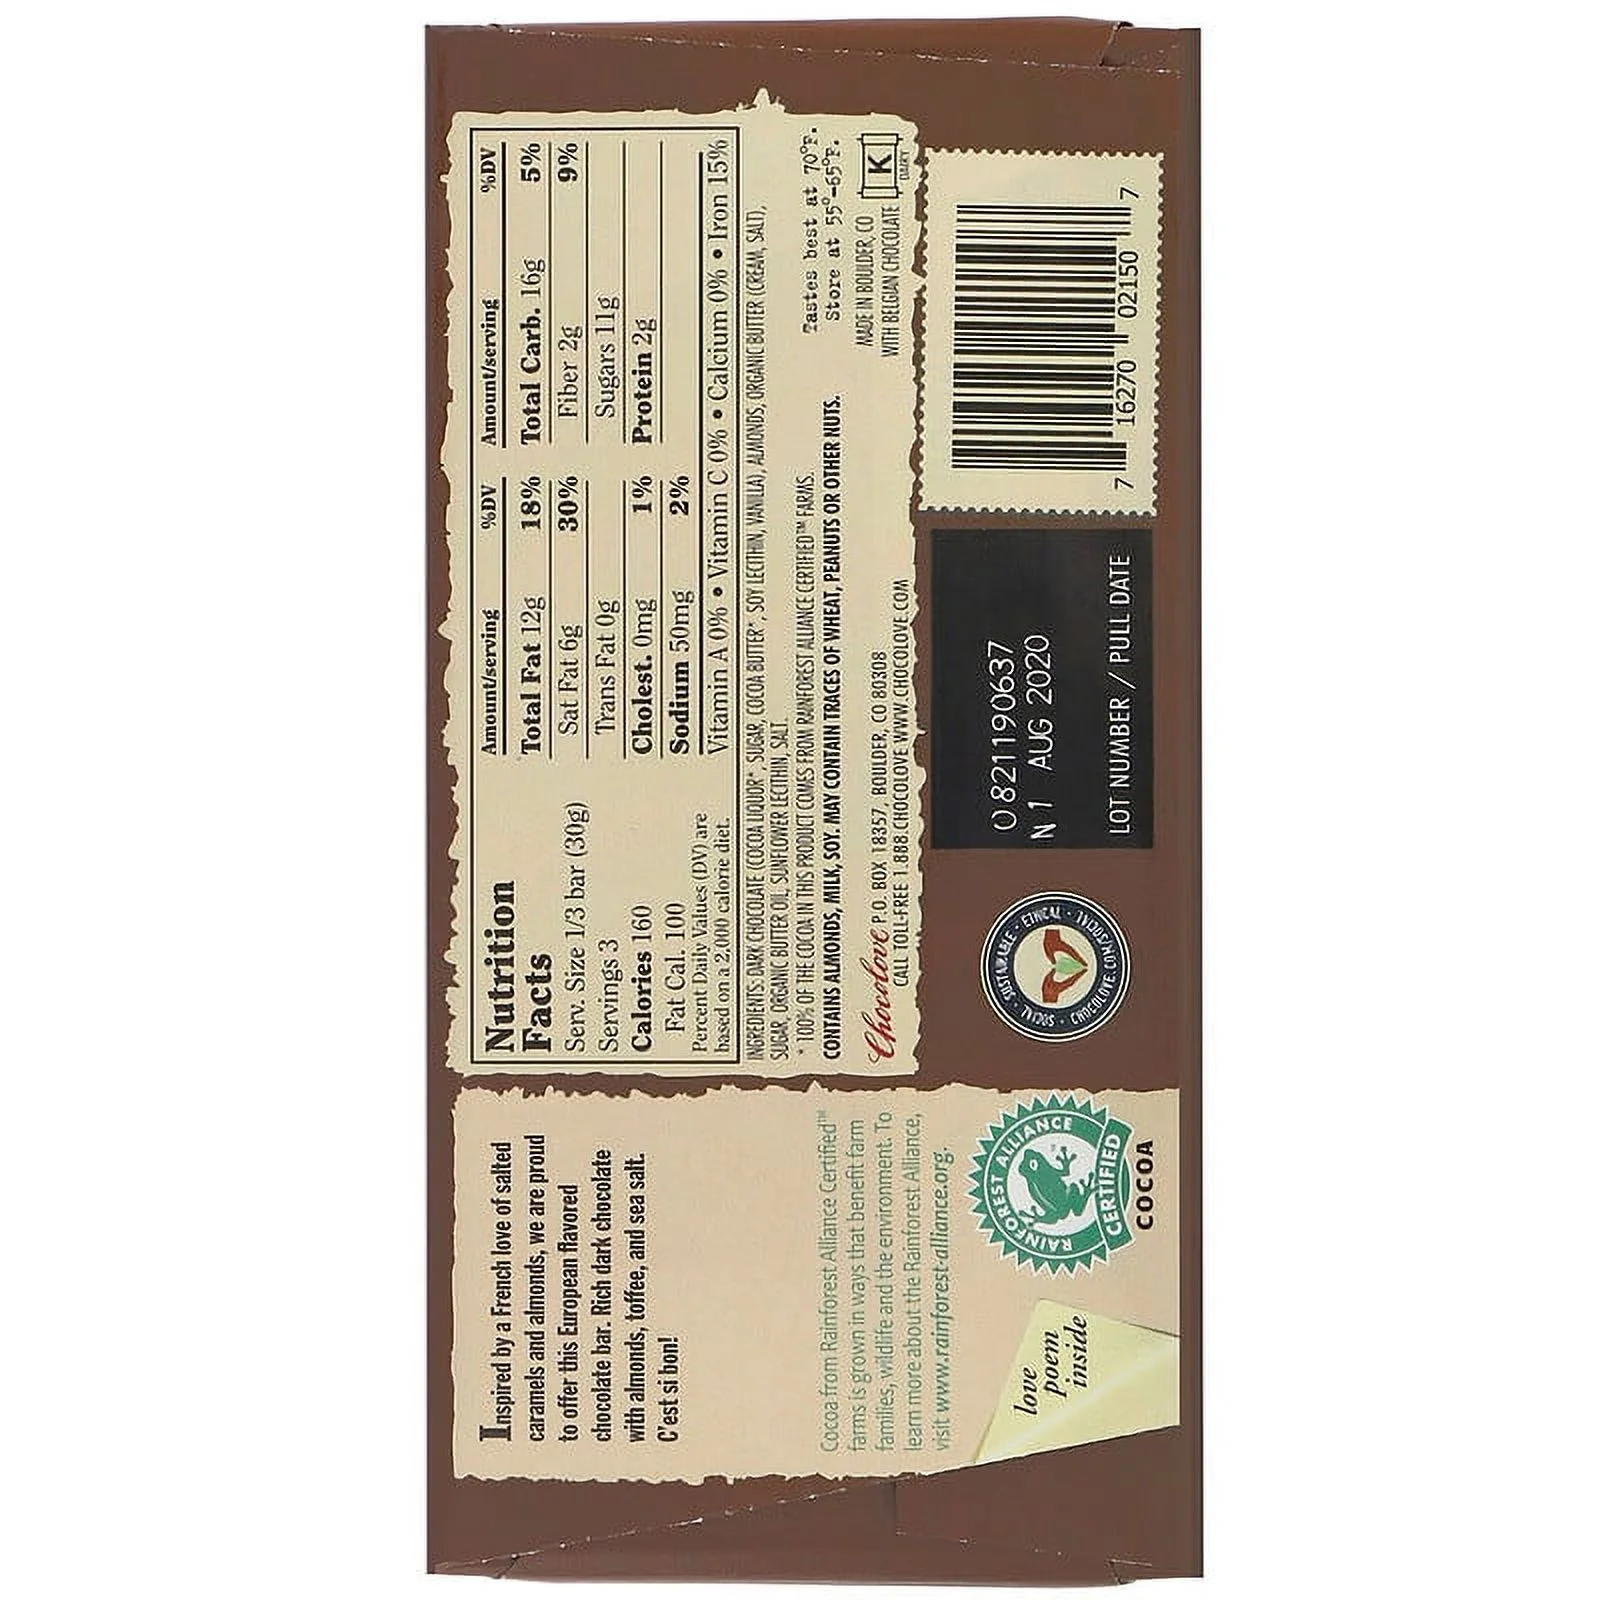 Inspired by a French love of salted
caramels and almonds, we are proud
to offer this European flavored
chocolate bar. Rich dark chocolate
with almonds, toffee, and sea salt.
C'est si bon!
Cocoa from Rainforest Alliance Certified™
farms is grown in ways that benefit farm
families, wildlife and the environment. To
learn more about the Rainforest Alliance,
visit www.rainforest-alliance.org.
love
poem
inside
RAINFOREST ALLIANCE
CERTIFIED
COCOA
Nutrition
Facts
Serv. Size 1/3 bar (30g)
Servings 3
Calories 160
Fat Cal. 100
Percent Daily Values (DV) are
based on a 2,000 calorie diet.
Amount/serving %DV Amount/serving %DV
Total Fat 12g 18% Total Carb. 16g 5%
Sat Fat 6g 30% Fiber 2g 9%
Trans Fat 0g Sugars 11g
Cholest. 0mg 1% Protein 2g
Sodium 50mg 2%
Vitamin A 0% • Vitamin C 0% • Calcium 0% • Iron 15%
INGREDIENTS: DARK CHOCOLATE (COCOA LIQUOR*, SUGAR, COCOA BUTTER*, SOY LECITHIN, VANILLA), ALMONDS, ORGANIC BUTTER (CREAM, SALT),
SUGAR, ORGANIC BUTTER OIL, SUNFLOWER LECITHIN, SALT.
* 100% OF THE COCOA IN THIS PRODUCT COMES FROM RAINFOREST ALLIANCE CERTIFIED™ FARMS.
CONTAINS ALMONDS, MILK, SOY. MAY CONTAIN TRACES OF WHEAT, PEANUTS OR OTHER NUTS.
Tastes best at 70°F.
Store at 55°-65°F.
Chocolove P.O. BOX 18357, BOULDER, CO 80308
CALL TOLL-FREE 1.888.CHOCOLOVE WWW.CHOCOLOVE.COM
MADE IN BOULDER, CO
WITH BELGIAN CHOCOLATE
K
DAIRY
SOCIAL · SUSTAINABLE · ETHICAL ·
CHOCOLOVE.COM/SOCIAL
0821190637
N 1 AUG 2020
LOT NUMBER / PULL DATE
7 16270 02150 7